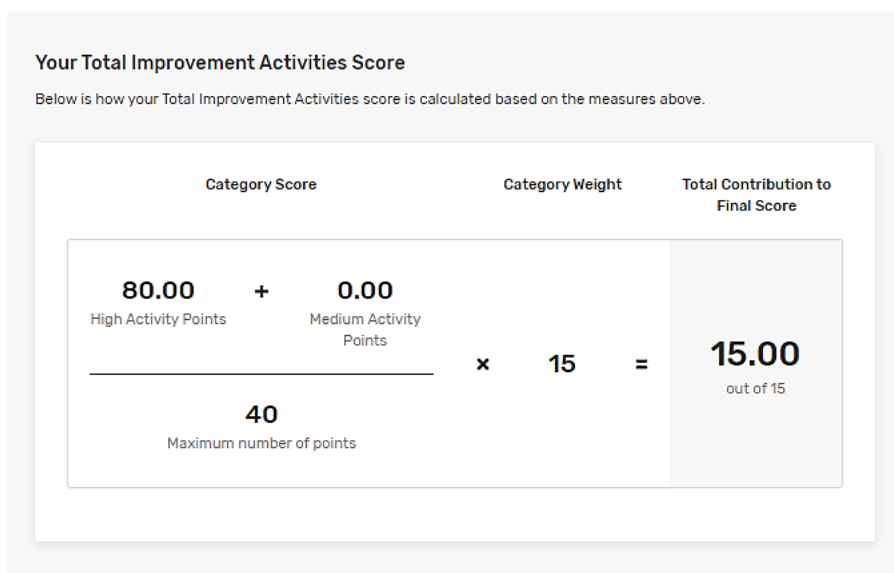 Your Total Improvement Activities Score
Below is how your Total Improvement Activities score is calculated based on the measures above.
Category Score
Category Weight
Total Contribution to
Final Score
80.00 + 0.00
High Activity Points
Medium Activity
Points
40
Maximum number of points
× 15 =
15.00
out of 15